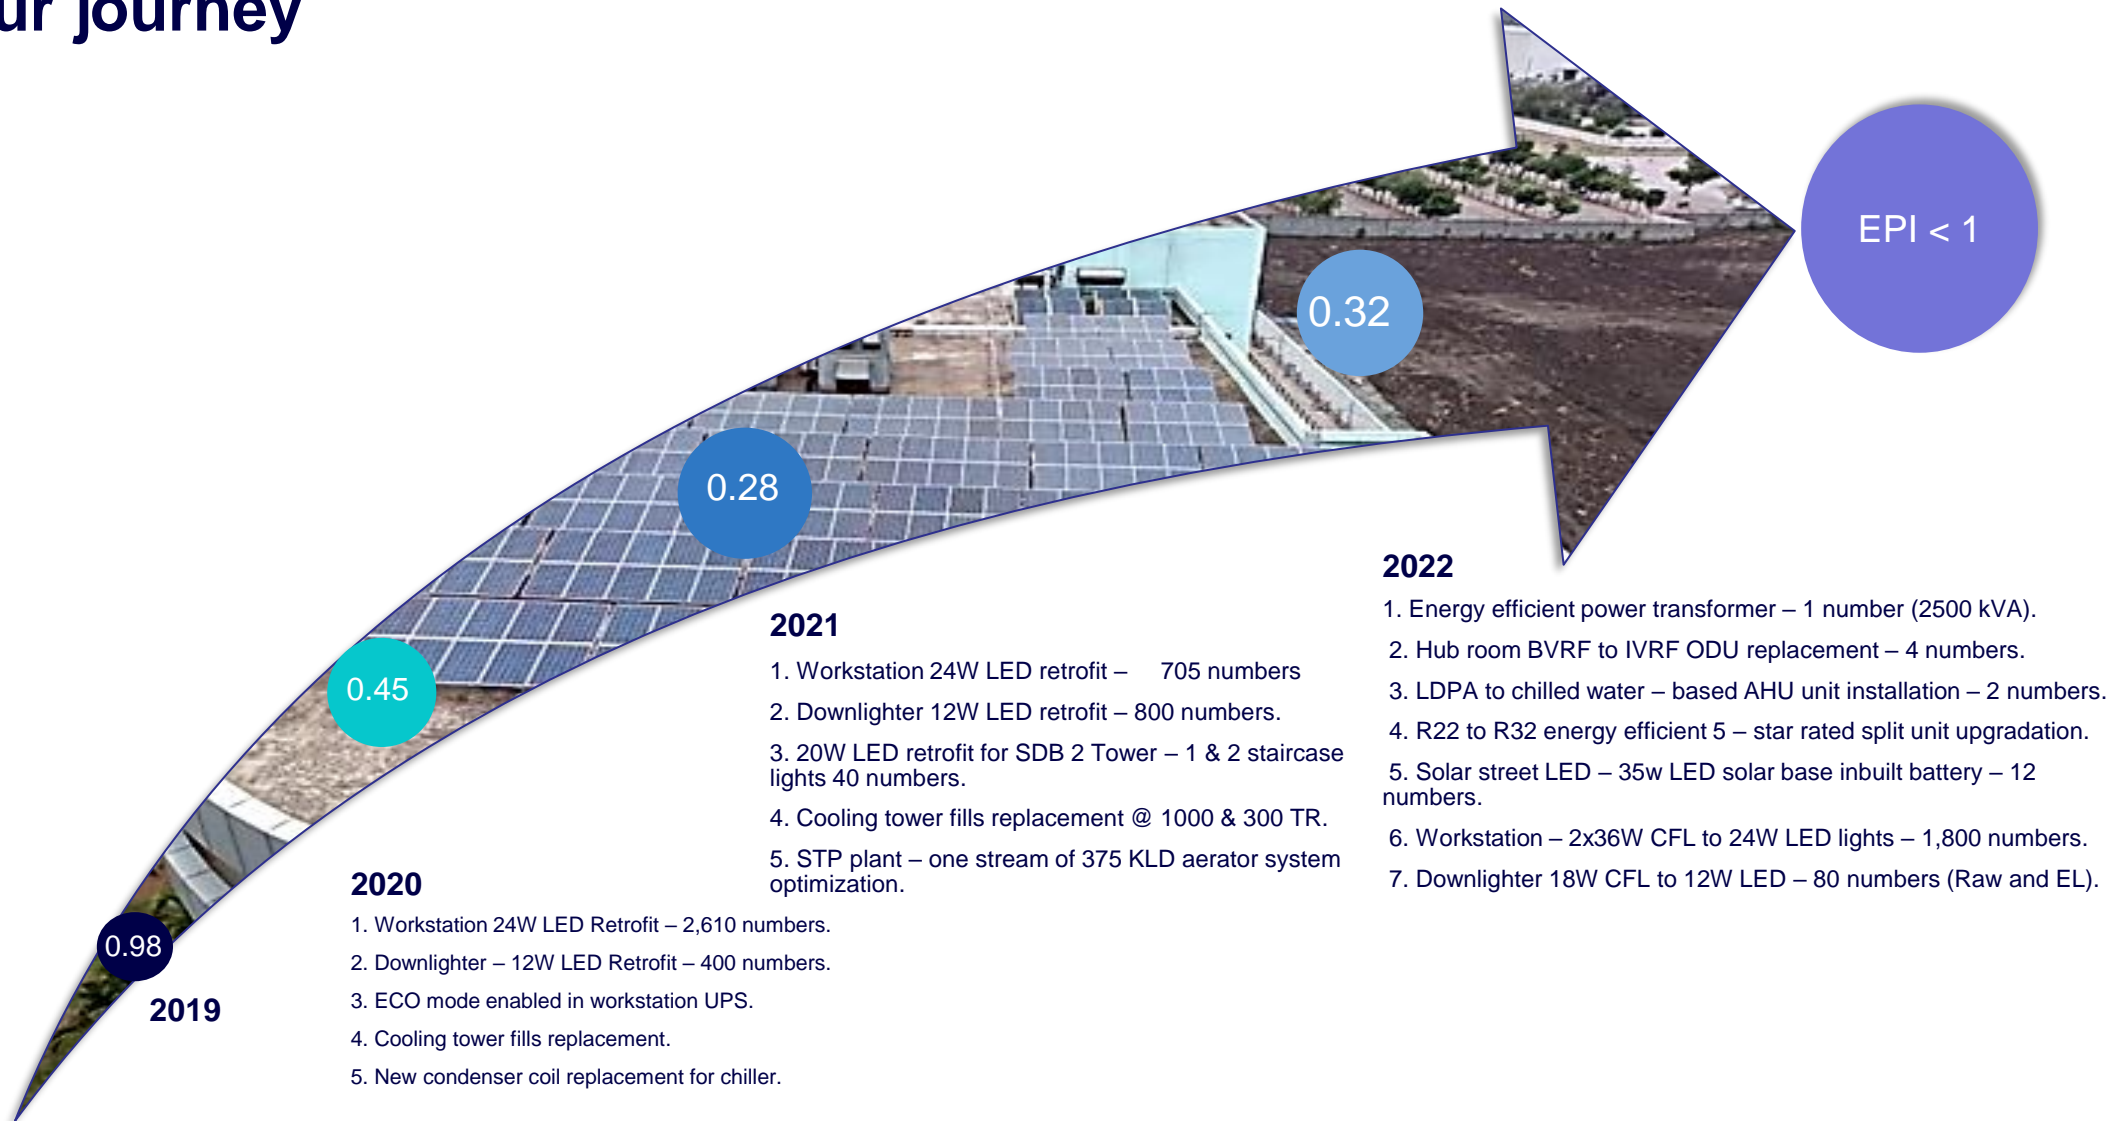 ur journey
EPI < 1
0.32
0.28
0.45
0.98
2019
2020
1. Workstation 24W LED Retrofit – 2,610 numbers.
2. Downlighter – 12W LED Retrofit – 400 numbers.
3. ECO mode enabled in workstation UPS.
4. Cooling tower fills replacement.
5. New condenser coil replacement for chiller.
2021
1. Workstation 24W LED retrofit – 705 numbers
2. Downlighter 12W LED retrofit – 800 numbers.
3. 20W LED retrofit for SDB 2 Tower – 1 & 2 staircase
lights 40 numbers.
4. Cooling tower fills replacement @ 1000 & 300 TR.
5. STP plant – one stream of 375 KLD aerator system
optimization.
2022
1. Energy efficient power transformer – 1 number (2500 kVA).
2. Hub room BVRF to IVRF ODU replacement – 4 numbers.
3. LDPA to chilled water – based AHU unit installation – 2 numbers.
4. R22 to R32 energy efficient 5 – star rated split unit upgradation.
5. Solar street LED – 35w LED solar base inbuilt battery – 12
numbers.
6. Workstation – 2x36W CFL to 24W LED lights – 1,800 numbers.
7. Downlighter 18W CFL to 12W LED – 80 numbers (Raw and EL).